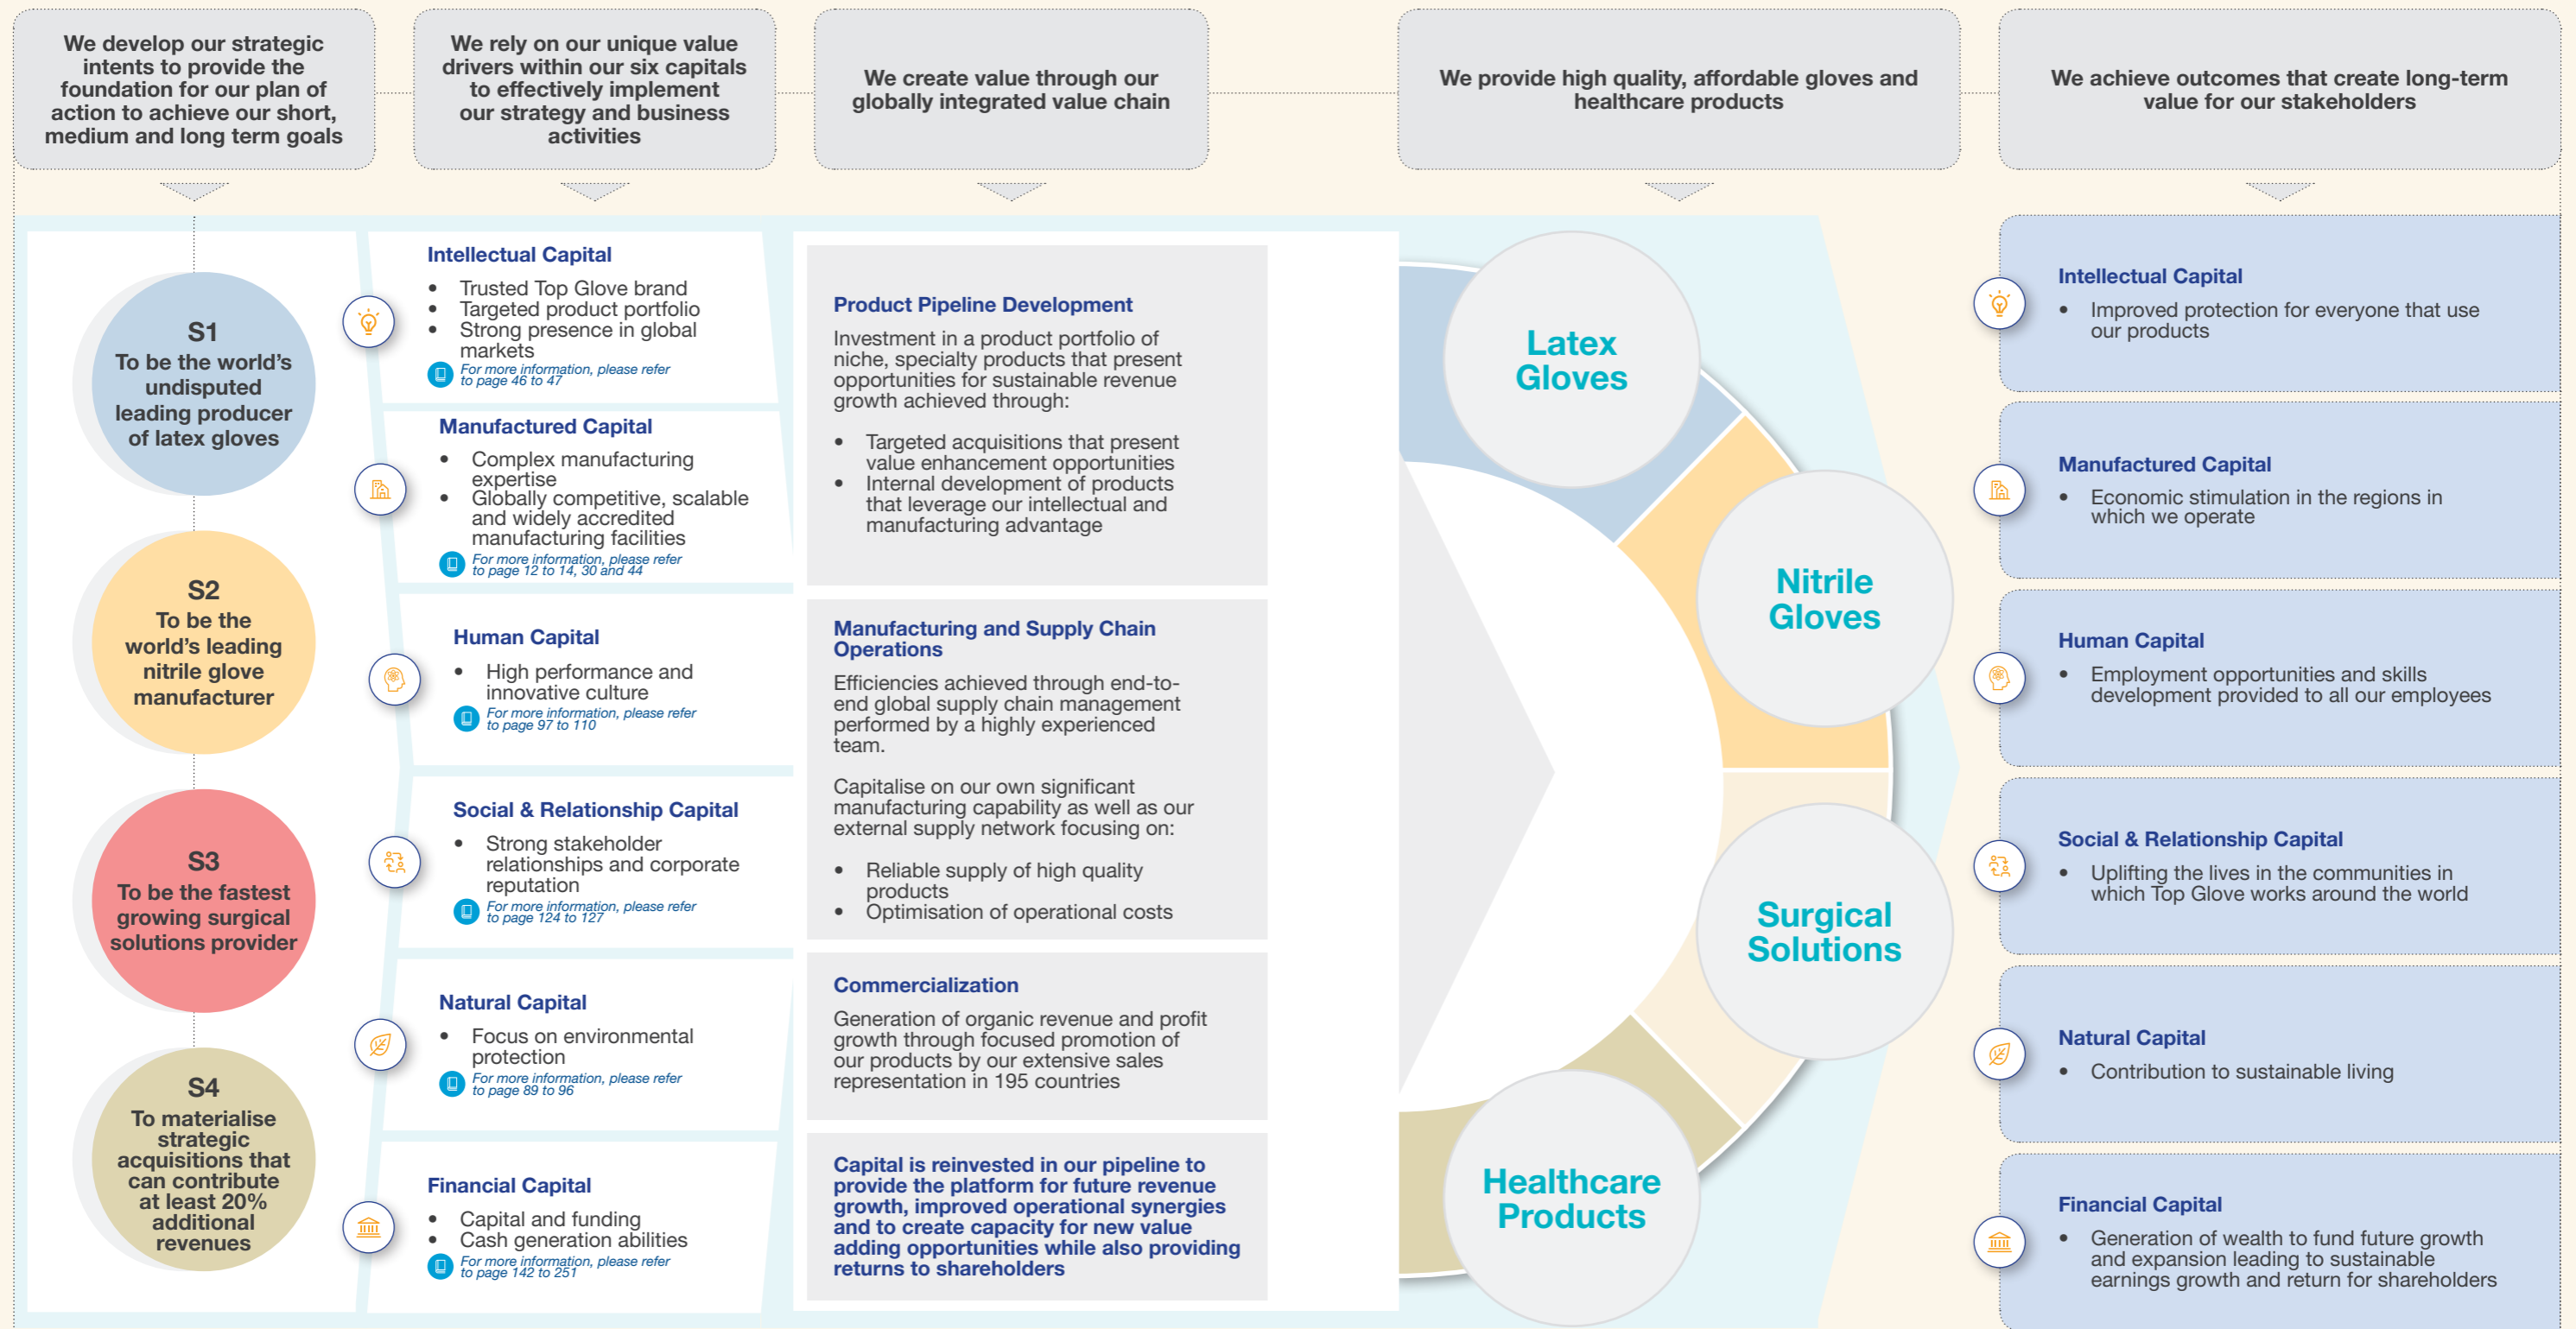 We develop our strategic
intents to provide the
foundation for our plan of
action to achieve our short,
medium and long term goals
We rely on our unique value
drivers within our six capitals
to effectively implement
our strategy and business
activities
We create value through our
globally integrated value chain
We provide high quality, affordable gloves and
healthcare products
We achieve outcomes that create long-term
value for our stakeholders
S1
To be the world's
undisputed
leading producer
of latex gloves
S2
To be the
world's leading
nitrile glove
manufacturer
S3
To be the fastest
growing surgical
solutions provider
S4
To materialise
strategic
acquisitions that
can contribute
at least 20%
additional
revenues
Intellectual Capital
• Trusted Top Glove brand
• Targeted product portfolio
• Strong presence in global
markets
For more information, please refer
to page 46 to 47
Manufactured Capital
• Complex manufacturing
expertise
• Globally competitive, scalable
and widely accredited
manufacturing facilities
For more information, please refer
to page 12 to 14, 30 and 44
Human Capital
• High performance and
innovative culture
For more information, please refer
to page 97 to 110
Social & Relationship Capital
• Strong stakeholder
relationships and corporate
reputation
For more information, please refer
to page 124 to 127
Natural Capital
• Focus on environmental
protection
For more information, please refer
to page 89 to 96
Financial Capital
• Capital and funding
• Cash generation abilities
For more information, please refer
to page 142 to 251
Product Pipeline Development
Investment in a product portfolio of
niche, specialty products that present
opportunities for sustainable revenue
growth achieved through:
• Targeted acquisitions that present
value enhancement opportunities
• Internal development of products
that leverage our intellectual and
manufacturing advantage
Manufacturing and Supply Chain
Operations
Efficiencies achieved through end-to-
end global supply chain management
performed by a highly experienced
team.
Capitalise on our own significant
manufacturing capability as well as our
external supply network focusing on:
• Reliable supply of high quality
products
• Optimisation of operational costs
Commercialization
Generation of organic revenue and profit
growth through focused promotion of
our products by our extensive sales
representation in 195 countries
Capital is reinvested in our pipeline to
provide the platform for future revenue
growth, improved operational synergies
and to create capacity for new value
adding opportunities while also providing
returns to shareholders
Latex
Gloves
Nitrile
Gloves
Surgical
Solutions
Healthcare
Products
Intellectual Capital
• Improved protection for everyone that use
our products
Manufactured Capital
• Economic stimulation in the regions in
which we operate
Human Capital
• Employment opportunities and skills
development provided to all our employees
Social & Relationship Capital
• Uplifting the lives in the communities in
which Top Glove works around the world
Natural Capital
• Contribution to sustainable living
Financial Capital
• Generation of wealth to fund future growth
and expansion leading to sustainable
earnings growth and return for shareholders